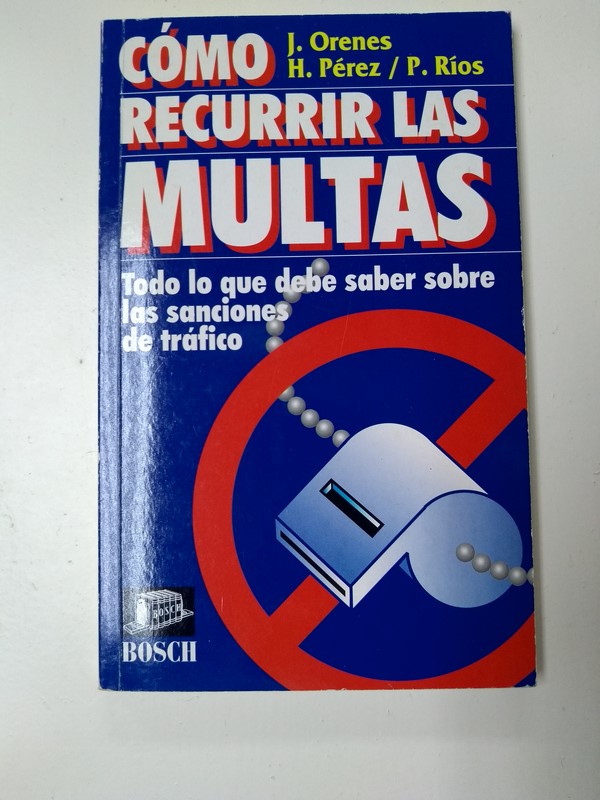 CÓMO
J. Orenes
H. Pérez / P. Ríos
RECURRIR LAS
MULTAS
Todo lo que debe saber sobre
las sanciones
de tráfico
BOSCH
BOSCH